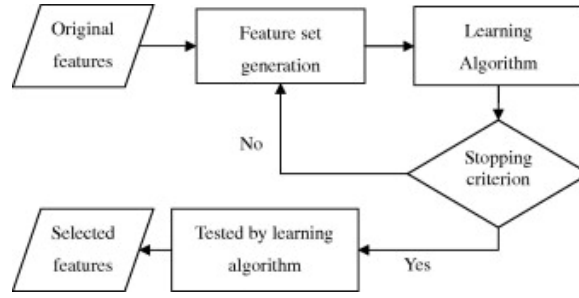 Original
features
Feature set
generation
Learning
Algorithm
No
Stopping
criterion
Selected
features
Tested by learning
algorithm
Yes